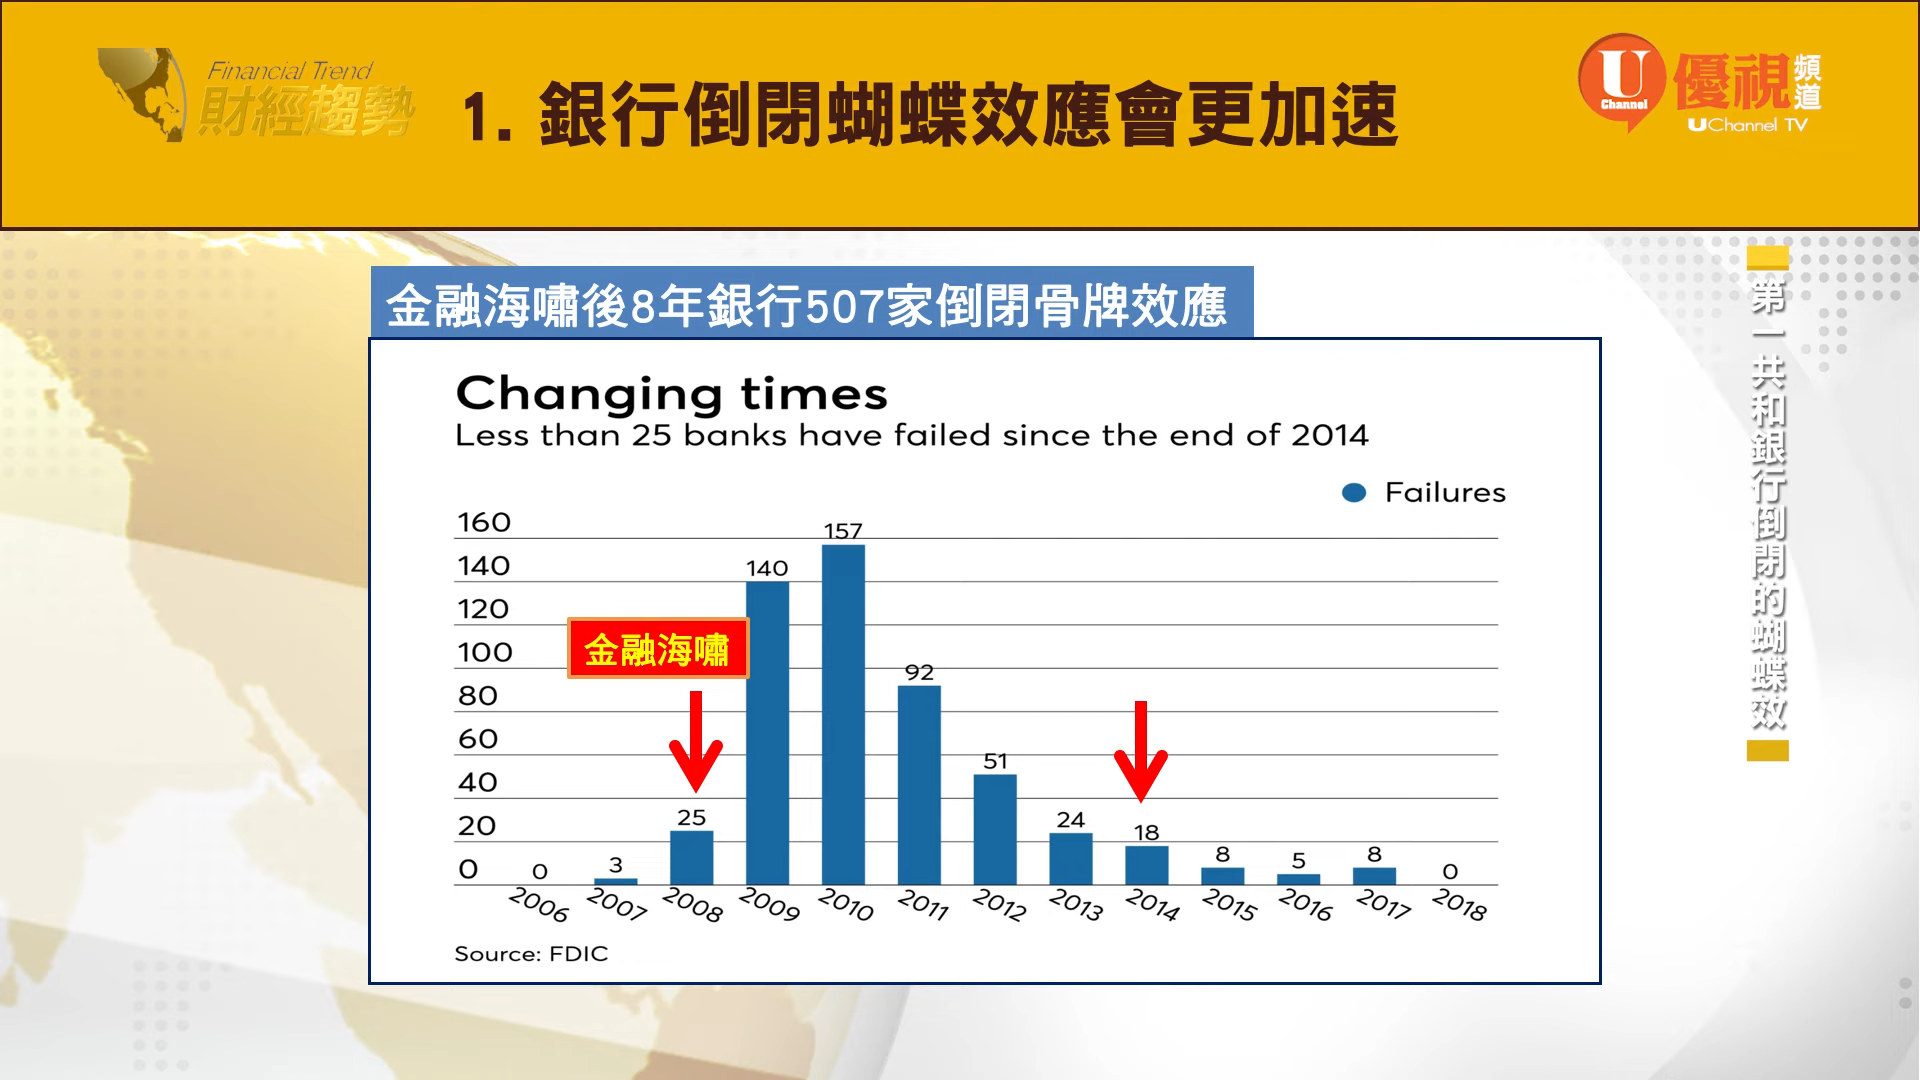 Financial Trend
財經趨勢
1. 銀行倒閉蝴蝶效應會更加速
U
Channel
優視
頻道
UChannel TV
金融海嘯後8年銀行507家倒閉骨牌效應
Changing times
Less than 25 banks have failed since the end of 2014
Failures
160
140
120
100
80
60
40
20
0
0
3
25
140
157
92
51
24
18
8
5
8
0
金融海嘯
2006
2007
2008
2009
2010
2011
2012
2013
2014
2015
2016
2017
2018
Source: FDIC
第一共和銀行倒閉的蝴蝶效